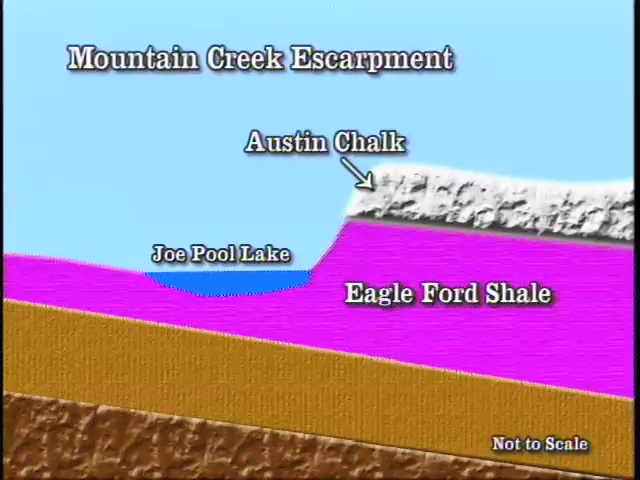 Mountain Creek Escarpment
Austin Chalk
Joe Pool Lake
Eagle Ford Shale
Not to Scale